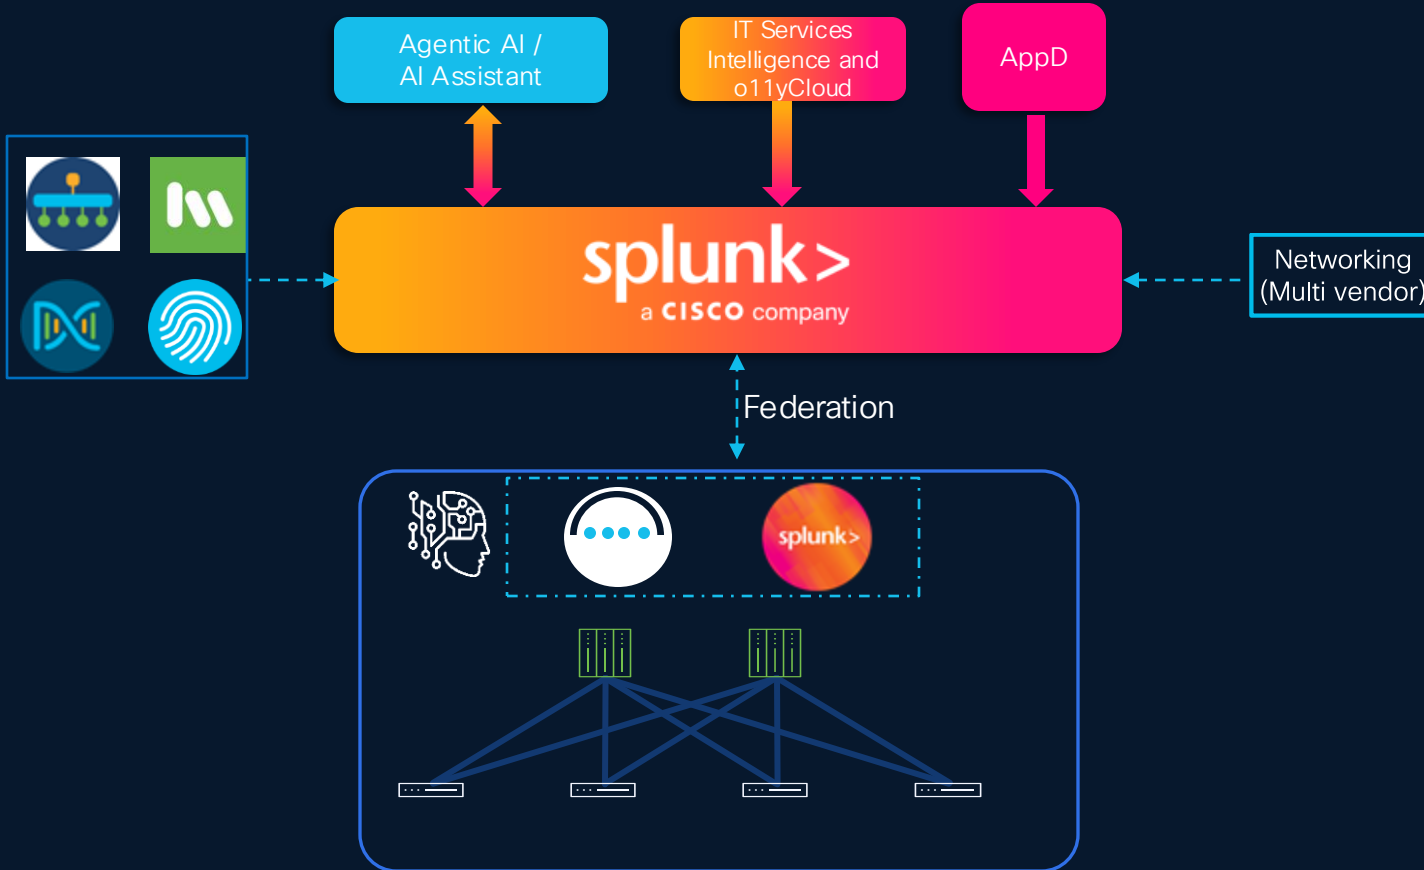 Agentic AI /
AI Assistant
IT Services
Intelligence and
o11yCloud
AppD
splunk>
a CISCO company
Networking
(Multi vendor)
Federation
splunk>